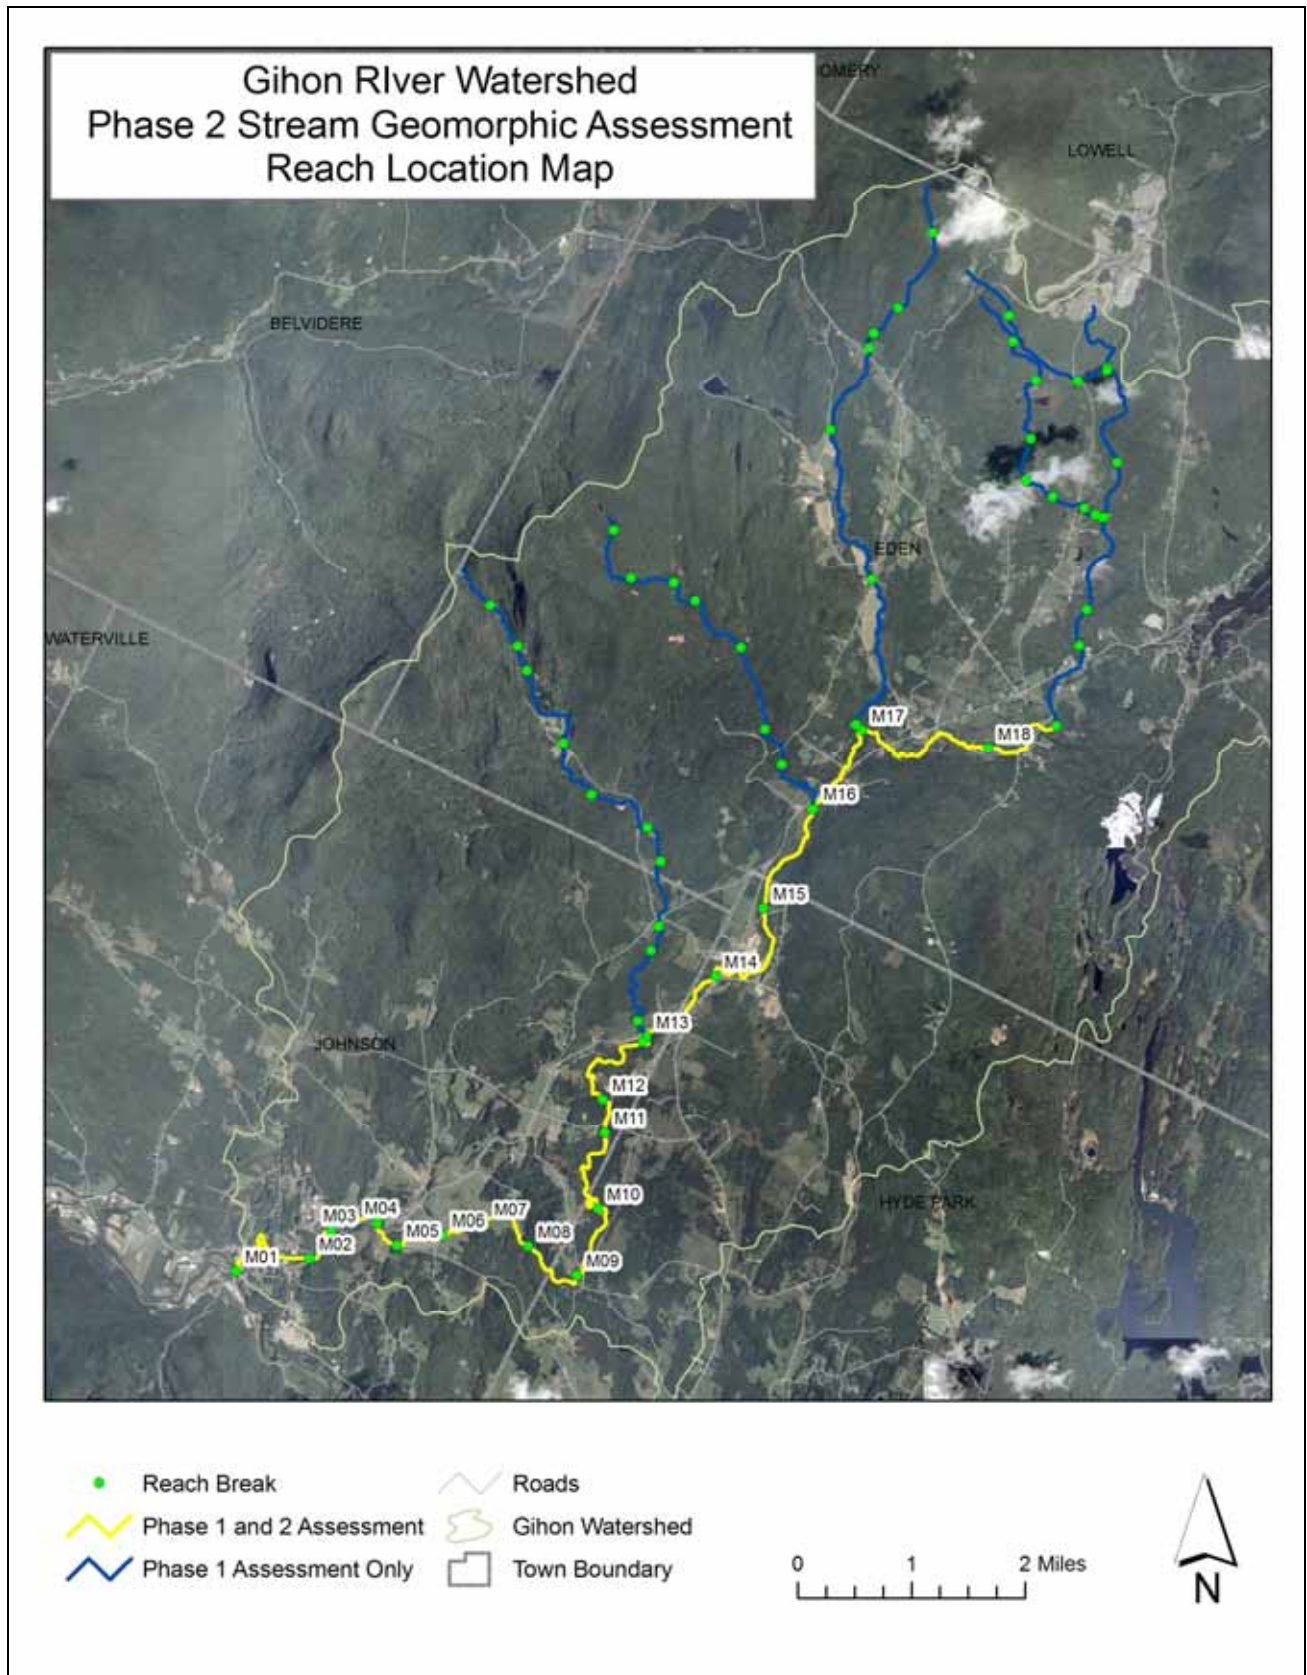 Gihon RIver Watershed
Phase 2 Stream Geomorphic Assessment
Reach Location Map
OMERY
LOWELL
BELVIDERE
EDEN
WATERVILLE
M17
M18
M16
M15
M14
M13
JOHNSON
M12
M11
M10
HYDE PARK
M07
M04
M03
M06
M05
M08
M02
M01
M09
Reach Break
Roads
Phase 1 and 2 Assessment
Gihon Watershed
Phase 1 Assessment Only
Town Boundary
0 1 2 Miles
N